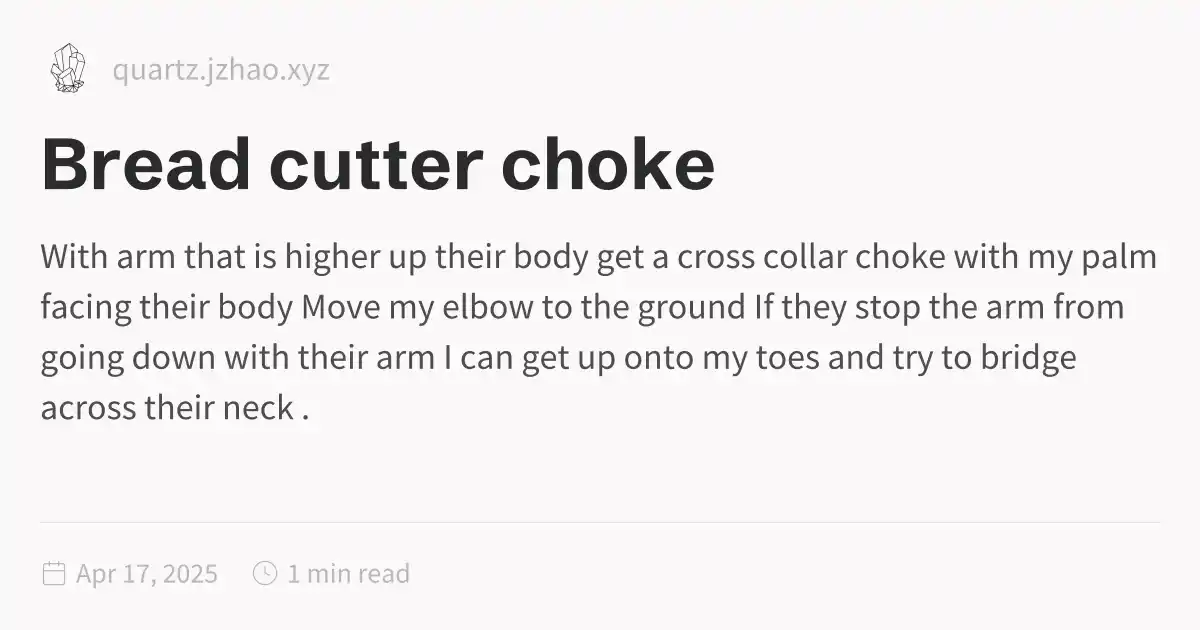 quartz.jzhao.xyz
Bread cutter choke
With arm that is higher up their body get a cross collar choke with my palm
facing their body Move my elbow to the ground If they stop the arm from
going down with their arm I can get up onto my toes and try to bridge
across their neck .
Apr 17, 2025 1 min read